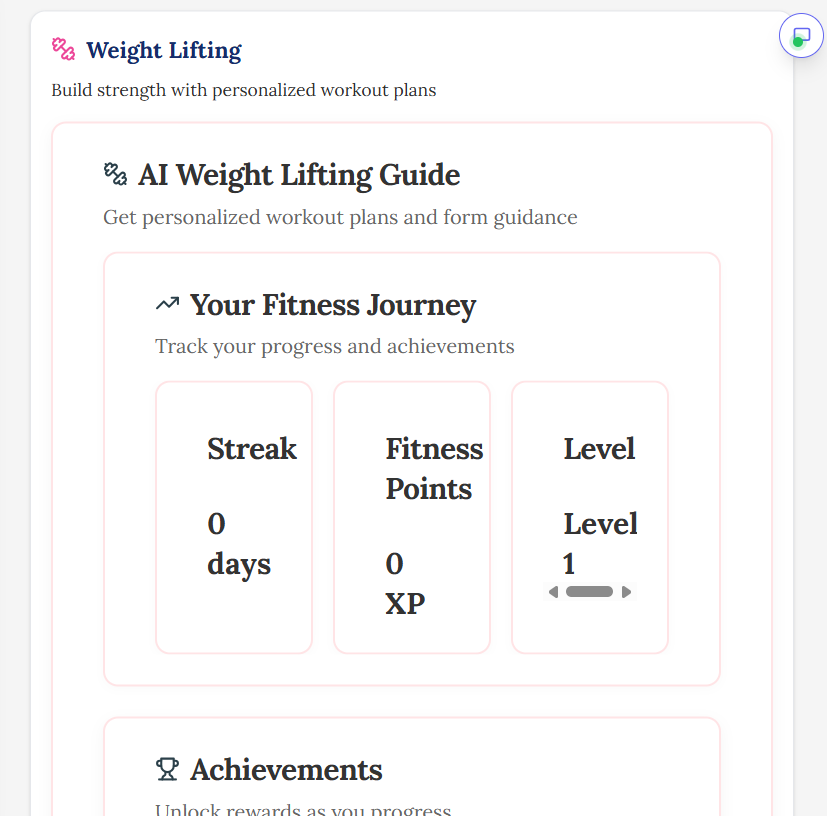 Weight Lifting
Build strength with personalized workout plans
AI Weight Lifting Guide
Get personalized workout plans and form guidance
Your Fitness Journey
Track your progress and achievements
Streak
0
days
Fitness
Points
0
XP
Level
Level
1
Achievements
Unlock rewards as you progress